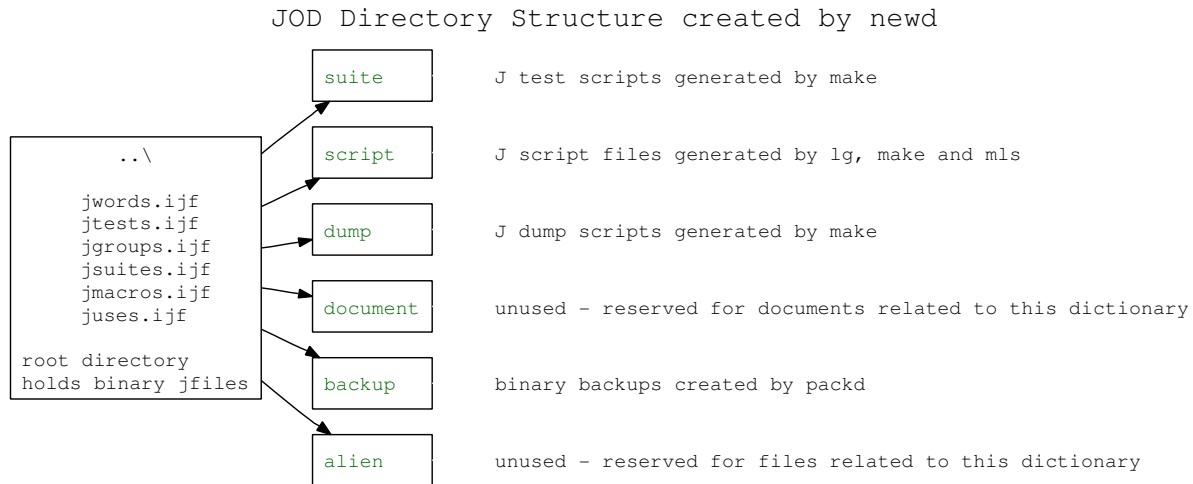 JOD Directory Structure created by newd
suite J test scripts generated by make
..\
script J script files generated by lg, make and mls
jwords.ijf
jtests.ijf
dump J dump scripts generated by make
jgroups.ijf
jsuites.ijf
jmacros.ijf
juses.ijf
document unused - reserved for documents related to this dictionary
root directory
holds binary jfiles
backup binary backups created by packd
alien unused - reserved for files related to this dictionary